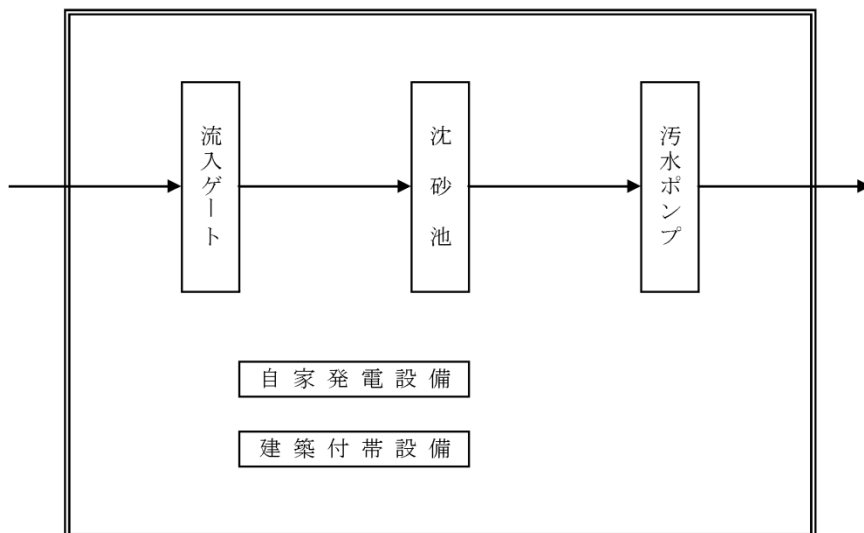 流入ゲート
沈砂池
汚水ポンプ
自家発電設備
建築付帯設備